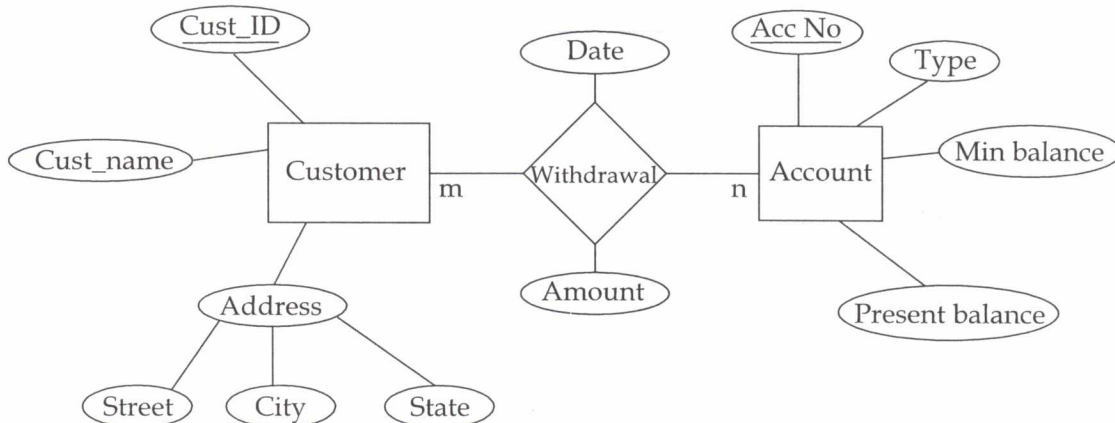 Cust_ID
Acc No
Date
Type
Cust_name
Customer
m
Withdrawal
n
Account
Min balance
Address
Amount
Present balance
Street
City
State